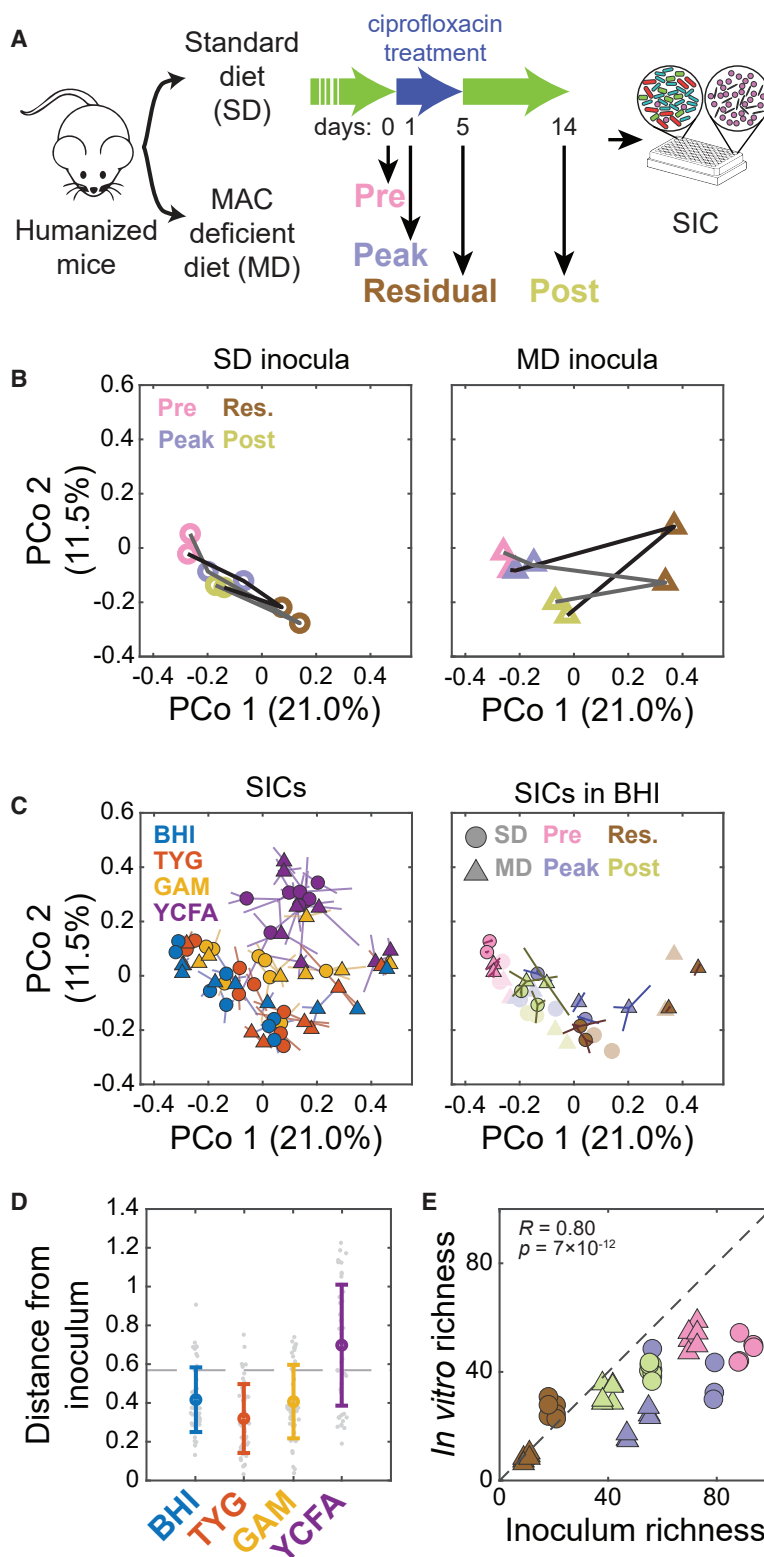 A
Standard
diet
(SD)
ciprofloxacin
treatment
days: 0 1 5 14
Pre
Peak
Residual
Post
SIC
Humanized
mice
MAC
deficient
diet (MD)
B
SD inocula
MD inocula
0.6
0.4
0.2
0
-0.2
-0.4
PCo 2
(11.5%)
Pre Res.
Peak Post
-0.4 -0.2 0 0.2 0.4
-0.4 -0.2 0 0.2 0.4
PCo 1 (21.0%)
PCo 1 (21.0%)
C
SICs
SICs in BHI
0.6
0.4
0.2
0
-0.2
-0.4
PCo 2
(11.5%)
BHI
TYG
GAM
YCFA
SD Pre Res.
MD Peak Post
-0.4 -0.2 0 0.2 0.4
-0.4 -0.2 0 0.2 0.4
PCo 1 (21.0%)
PCo 1 (21.0%)
D
1.4
1.2
1
0.8
0.6
0.4
0.2
0
Distance from
inoculum
BHI
TYG
GAM
YCFA
E
R = 0.80
p = 7×10-12
80
40
0
In vitro richness
0 40 80
Inoculum richness